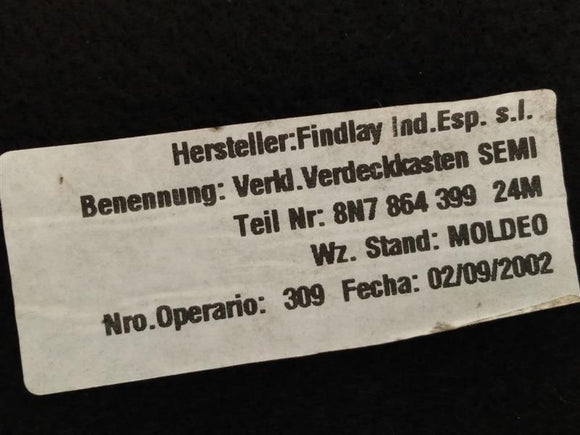 Hersteller:Findlay Ind.Esp. s.l.
Benennung: Verkl.Verdeckkasten SEMI
Teil Nr: 8N7 864 399 24M
Wz. Stand: MOLDEO
Nro.Operario: 309 Fecha: 02/09/2002